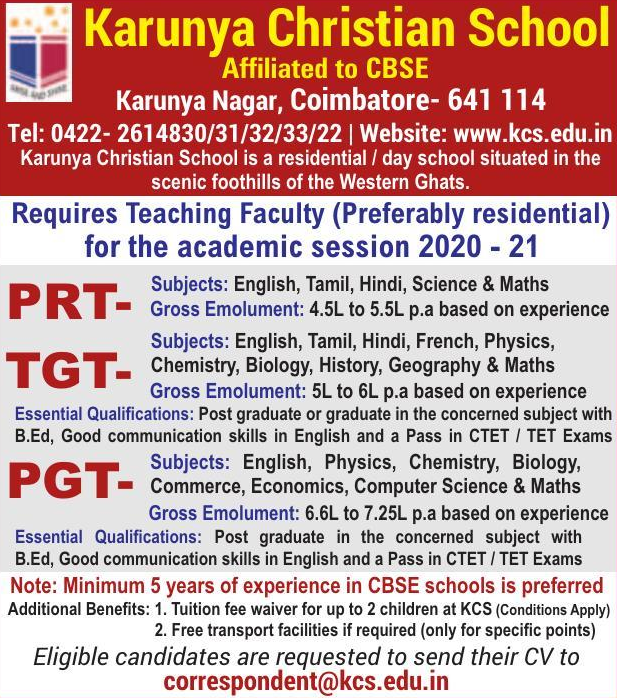 Karunya Christian School
Affiliated to CBSE
Karunya Nagar, Coimbatore- 641 114
Tel: 0422- 2614830/31/32/33/22 | Website: www.kcs.edu.in
Karunya Christian School is a residential / day school situated in the
scenic foothills of the Western Ghats.
Requires Teaching Faculty (Preferably residential)
for the academic session 2020 - 21
PRT-
Subjects: English, Tamil, Hindi, Science & Maths
Gross Emolument: 4.5L to 5.5L p.a based on experience
TGT-
Subjects: English, Tamil, Hindi, French, Physics,
Chemistry, Biology, History, Geography & Maths
Gross Emolument: 5L to 6L p.a based on experience
Essential Qualifications: Post graduate or graduate in the concerned subject with
B.Ed, Good communication skills in English and a Pass in CTET / TET Exams
PGT-
Subjects: English, Physics, Chemistry, Biology,
Commerce, Economics, Computer Science & Maths
Gross Emolument: 6.6L to 7.25L p.a based on experience
Essential Qualifications: Post graduate in the concerned subject with
B.Ed, Good communication skills in English and a Pass in CTET / TET Exams
Note: Minimum 5 years of experience in CBSE schools is preferred
Additional Benefits: 1. Tuition fee waiver for up to 2 children at KCS (Conditions Apply)
2. Free transport facilities if required (only for specific points)
Eligible candidates are requested to send their CV to
correspondent@kcs.edu.in